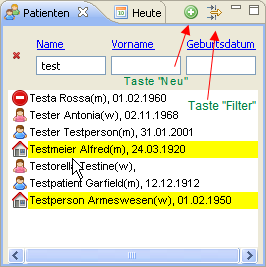 Patienten Heute
Name Vorname Geburtsdatum
test
Taste "Neu"
Taste "Filter"
Testa Rossa(m), 01.02.1960
Tester Antonia(w), 02.11.1968
Tester Testperson(m), 31.01.2001
Testmeier Alfred(m), 24.03.1920
Testorella Testine(w),
Testpatient Garfield(m), 12.12.1912
Testperson Armeswesen(w), 01.02.1950